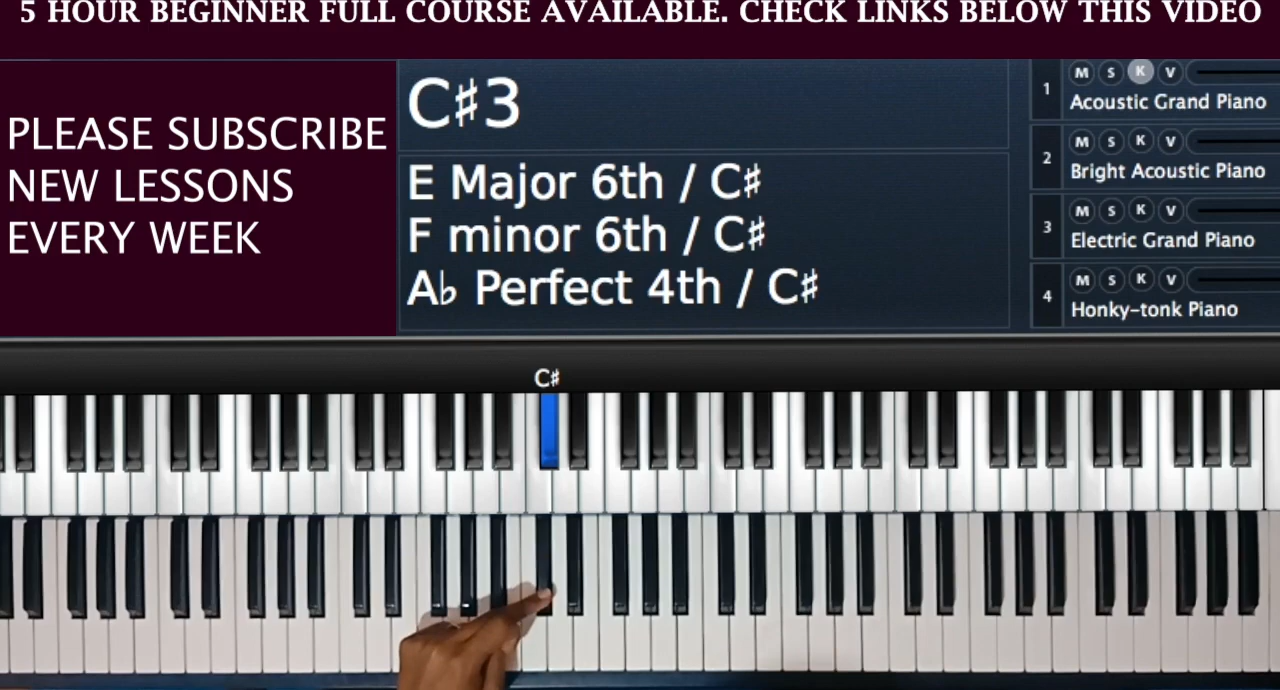 5 HOUR BEGINNER FULL COURSE AVAILABLE. CHECK LINKS BELOW THIS VIDEO
PLEASE SUBSCRIBE
NEW LESSONS
EVERY WEEK
C♯3
E Major 6th / C♯
F minor 6th / C♯
A♭ Perfect 4th / C♯
1 M S K V
Acoustic Grand Piano
2 M S K V
Bright Acoustic Piano
3 M S K V
Electric Grand Piano
4 M S K V
Honky-tonk Piano
C♯